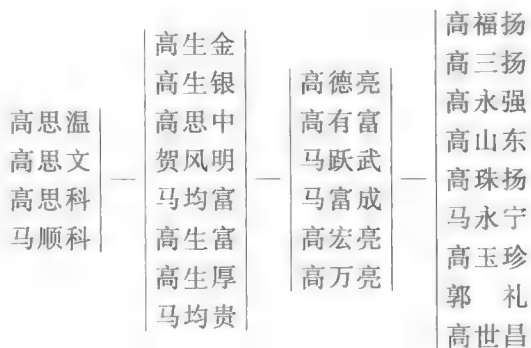 高思温
高思文
高思科
马顺科
高生金
高生银
高思中
贺风明
马均富
高生富
高生厚
马均贵
高德亮
高有富
马跃武
马富成
高宏亮
高万亮
高福扬
高三扬
高永强
高山东
高珠扬
马永宁
高玉珍
郭　礼
高世昌